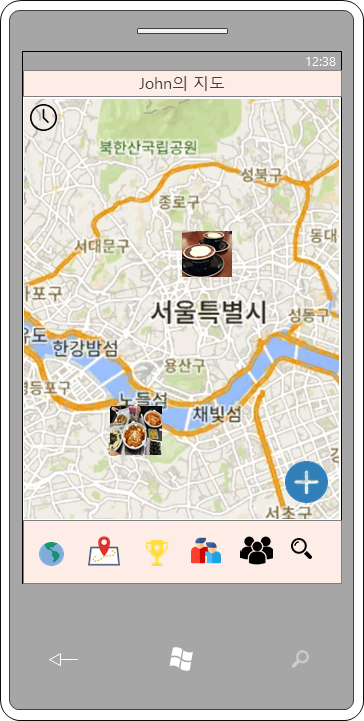 12:38
John의 지도
북한산국립공원
성북구
종로구
서대문구
동대
가포구
서울특별시
성동구
유도
한강밤섬
용산구
영등포구
노들섬
채빛섬
서초구